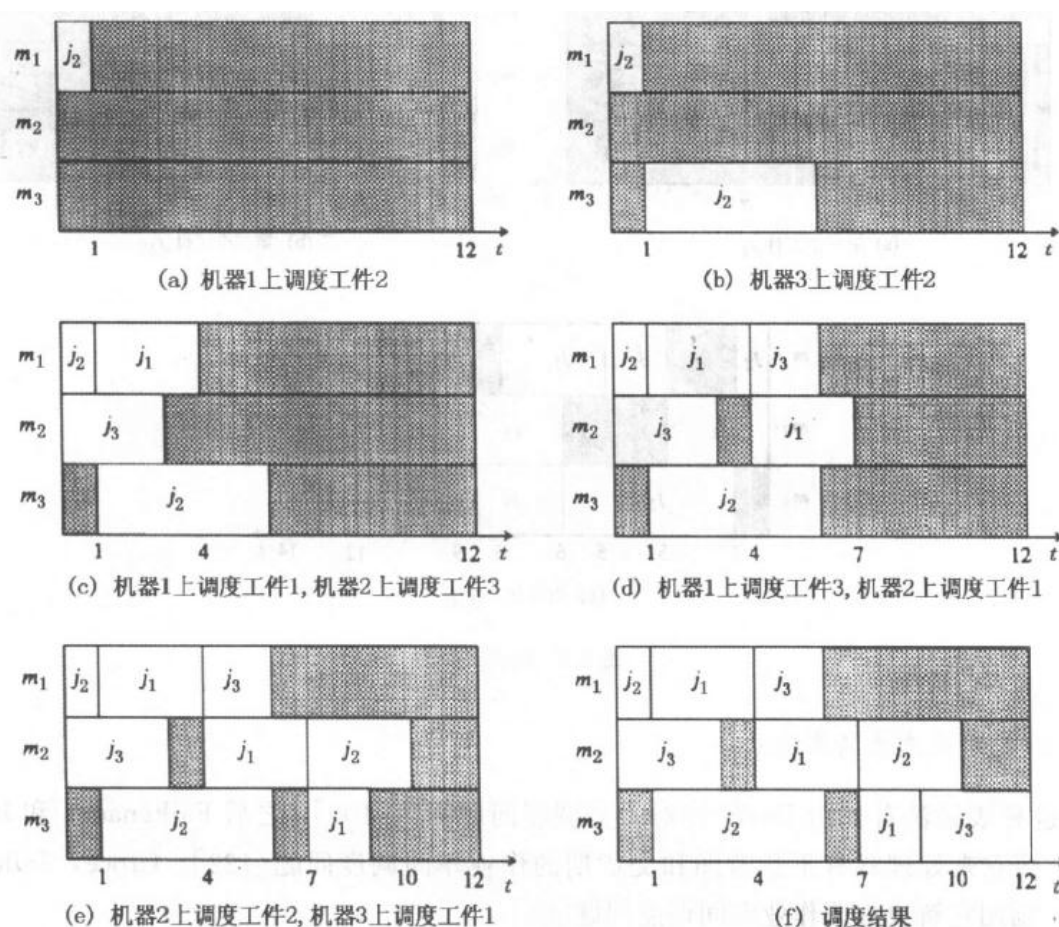 m1 j2
m2
m3
1 12 t
(a) 机器1上调度工件2
m1 j2
m2
m3 j2
1 12 t
(b) 机器3上调度工件2
m1 j2 j1
m2 j3
m3 j2
1 4 12 t
(c) 机器1上调度工件1,机器2上调度工件3
m1 j2 j1 j3
m2 j3 j1
m3 j2
1 4 7 12 t
(d) 机器1上调度工件3,机器2上调度工件1
m1 j2 j1 j3
m2 j3 j1 j2
m3 j2 j1
1 4 7 10 12 t
(e) 机器2上调度工件2,机器3上调度工件1
m1 j2 j1 j3
m2 j3 j1 j2
m3 j2 j1 j3
1 4 7 10 12 t
(f) 调度结果